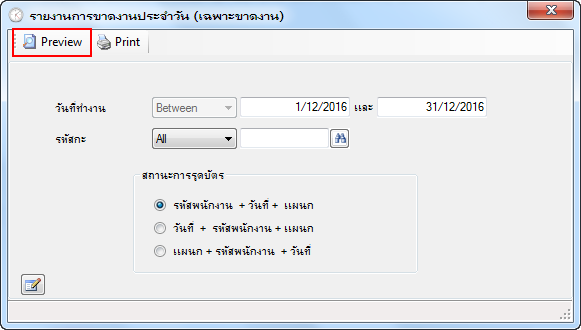 รายงานการขาดงานประจำวัน (เฉพาะขาดงาน)
Preview Print
วันที่ทำงาน Between 1/12/2016 และ 31/12/2016
รหัสกะ All
สถานะการรูดบัตร
รหัสพนักงาน + วันที่ + แผนก
วันที่ + รหัสพนักงาน + แผนก
แผนก + รหัสพนักงาน + วันที่